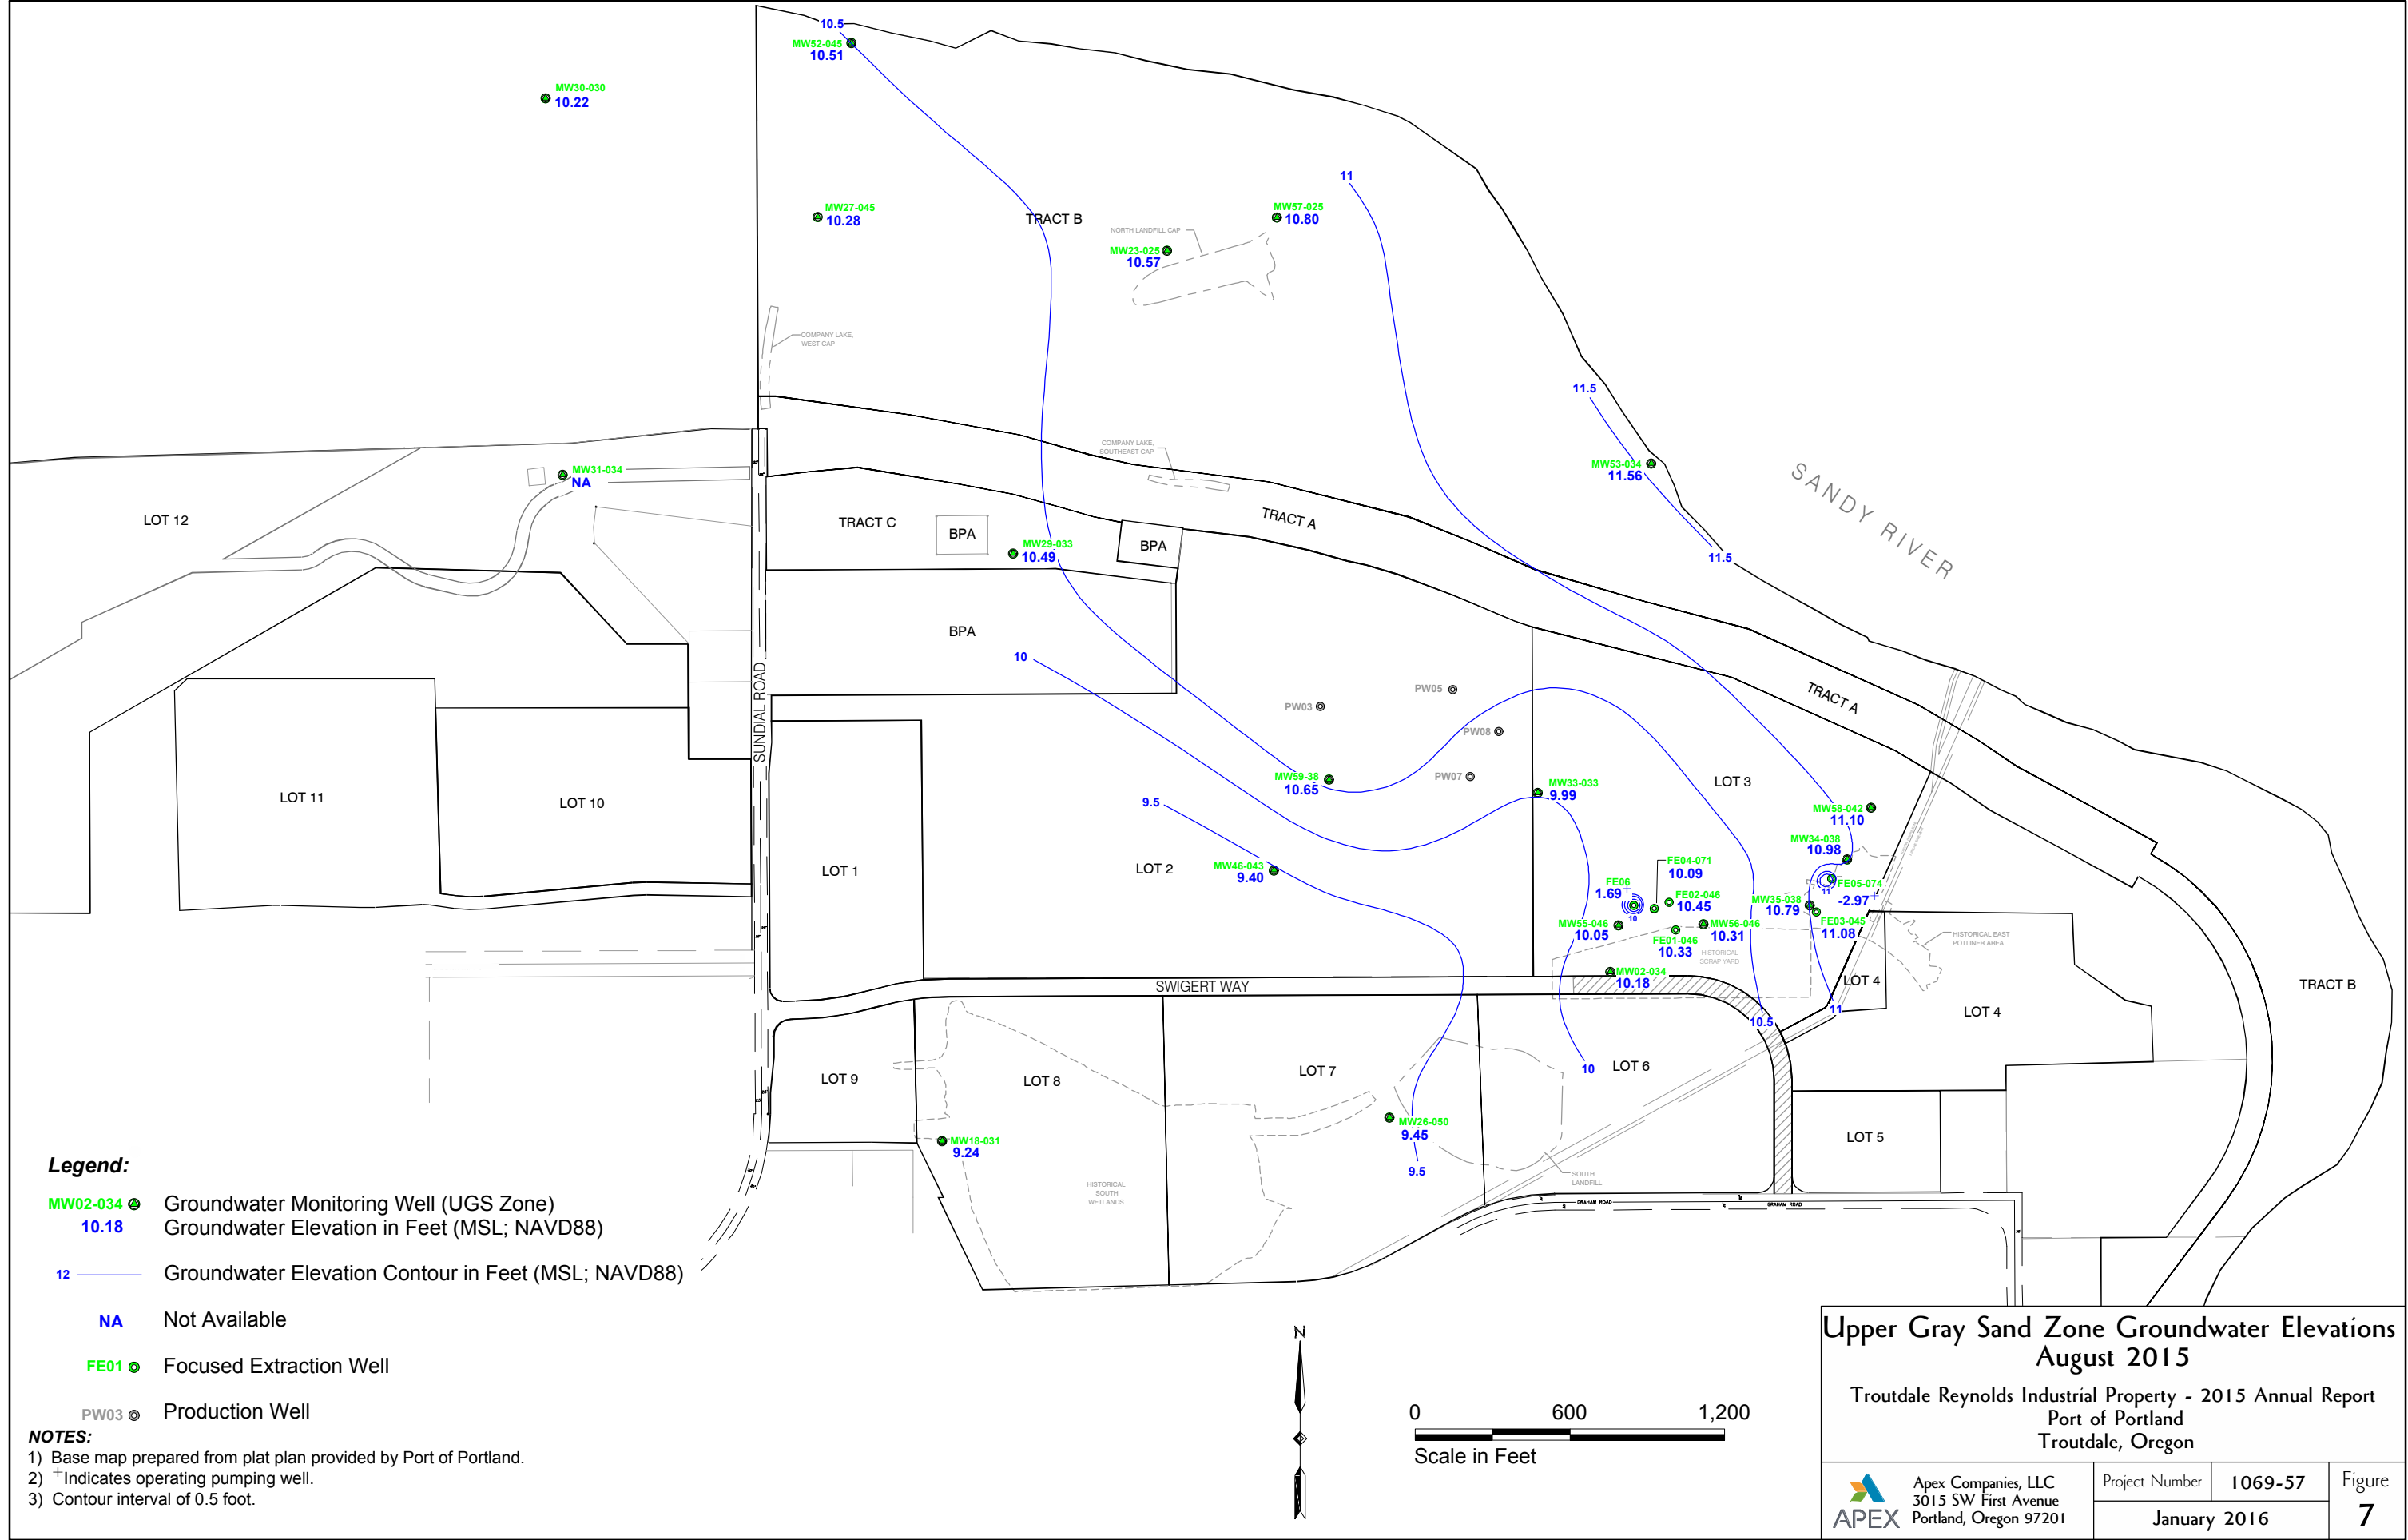 10.5
MW52-045
10.51
MW30-030
10.22
11
MW27-045
10.28
TRACT B
MW57-025
10.80
NORTH LANDFILL CAP
MW23-025
10.57
COMPANY LAKE,
WEST CAP
11.5
COMPANY LAKE,
SOUTHEAST CAP
MW53-034
11.56
SANDY RIVER
MW31-034
NA
LOT 12
TRACT C
BPA
TRACT A
BPA
MW29-033
10.49
11.5
BPA
10
SUNDIAL ROAD
PW05
PW03
PW08
TRACT A
MW59-38
10.65
PW07
MW33-033
9.99
LOT 3
LOT 11
LOT 10
9.5
MW58-042
11.10
MW34-038
10.98
LOT 1
LOT 2
MW46-043
9.40
FE04-071
10.09
FE06
1.69 +
10
FE02-046
10.45
11
FE05-074
-2.97 +
MW35-038
10.79
FE03-045
11.08
MW55-046
10.05
MW56-046
10.31
FE01-046
10.33
HISTORICAL
SCRAP YARD
HISTORICAL EAST
POTLINER AREA
MW02-034
10.18
SWIGERT WAY
LOT 4
TRACT B
10.5
11
LOT 4
10
LOT 9
LOT 8
LOT 7
LOT 6
MW26-050
9.45
9.5
MW18-031
9.24
LOT 5
SOUTH
LANDFILL
HISTORICAL
SOUTH
WETLANDS
GRAHAM ROAD
GRAHAM ROAD
Legend:
MW02-034 Groundwater Monitoring Well (UGS Zone)
10.18 Groundwater Elevation in Feet (MSL; NAVD88)
12 Groundwater Elevation Contour in Feet (MSL; NAVD88)
NA Not Available
FE01 Focused Extraction Well
PW03 Production Well
NOTES:
1) Base map prepared from plat plan provided by Port of Portland.
2) +Indicates operating pumping well.
3) Contour interval of 0.5 foot.
N
0 600 1,200
Scale in Feet
Upper Gray Sand Zone Groundwater Elevations
August 2015
Troutdale Reynolds Industrial Property - 2015 Annual Report
Port of Portland
Troutdale, Oregon
APEX
Apex Companies, LLC
3015 SW First Avenue
Portland, Oregon 97201
Project Number 1069-57
January 2016
Figure
7